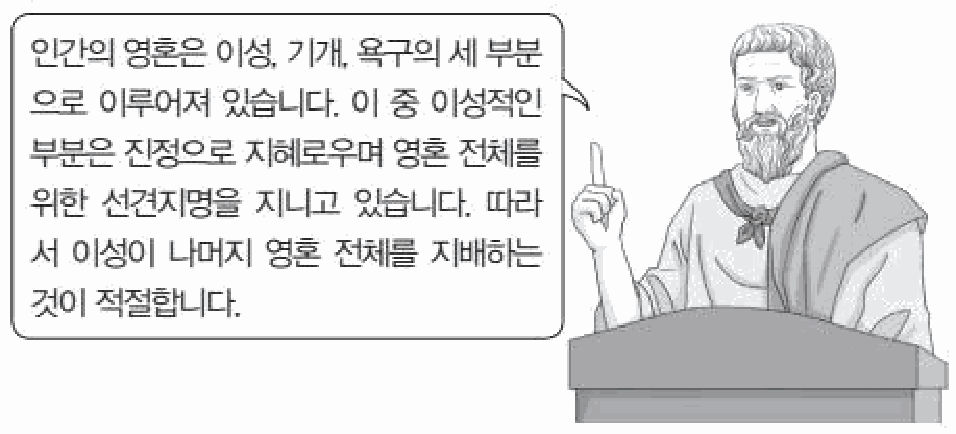 인간의 영혼은 이성, 기개, 욕구의 세 부분
으로 이루어져 있습니다. 이 중 이성적인
부분은 진정으로 지혜로우며 영혼 전체를
위한 선견지명을 지니고 있습니다. 따라
서 이성이 나머지 영혼 전체를 지배하는
것이 적절합니다.